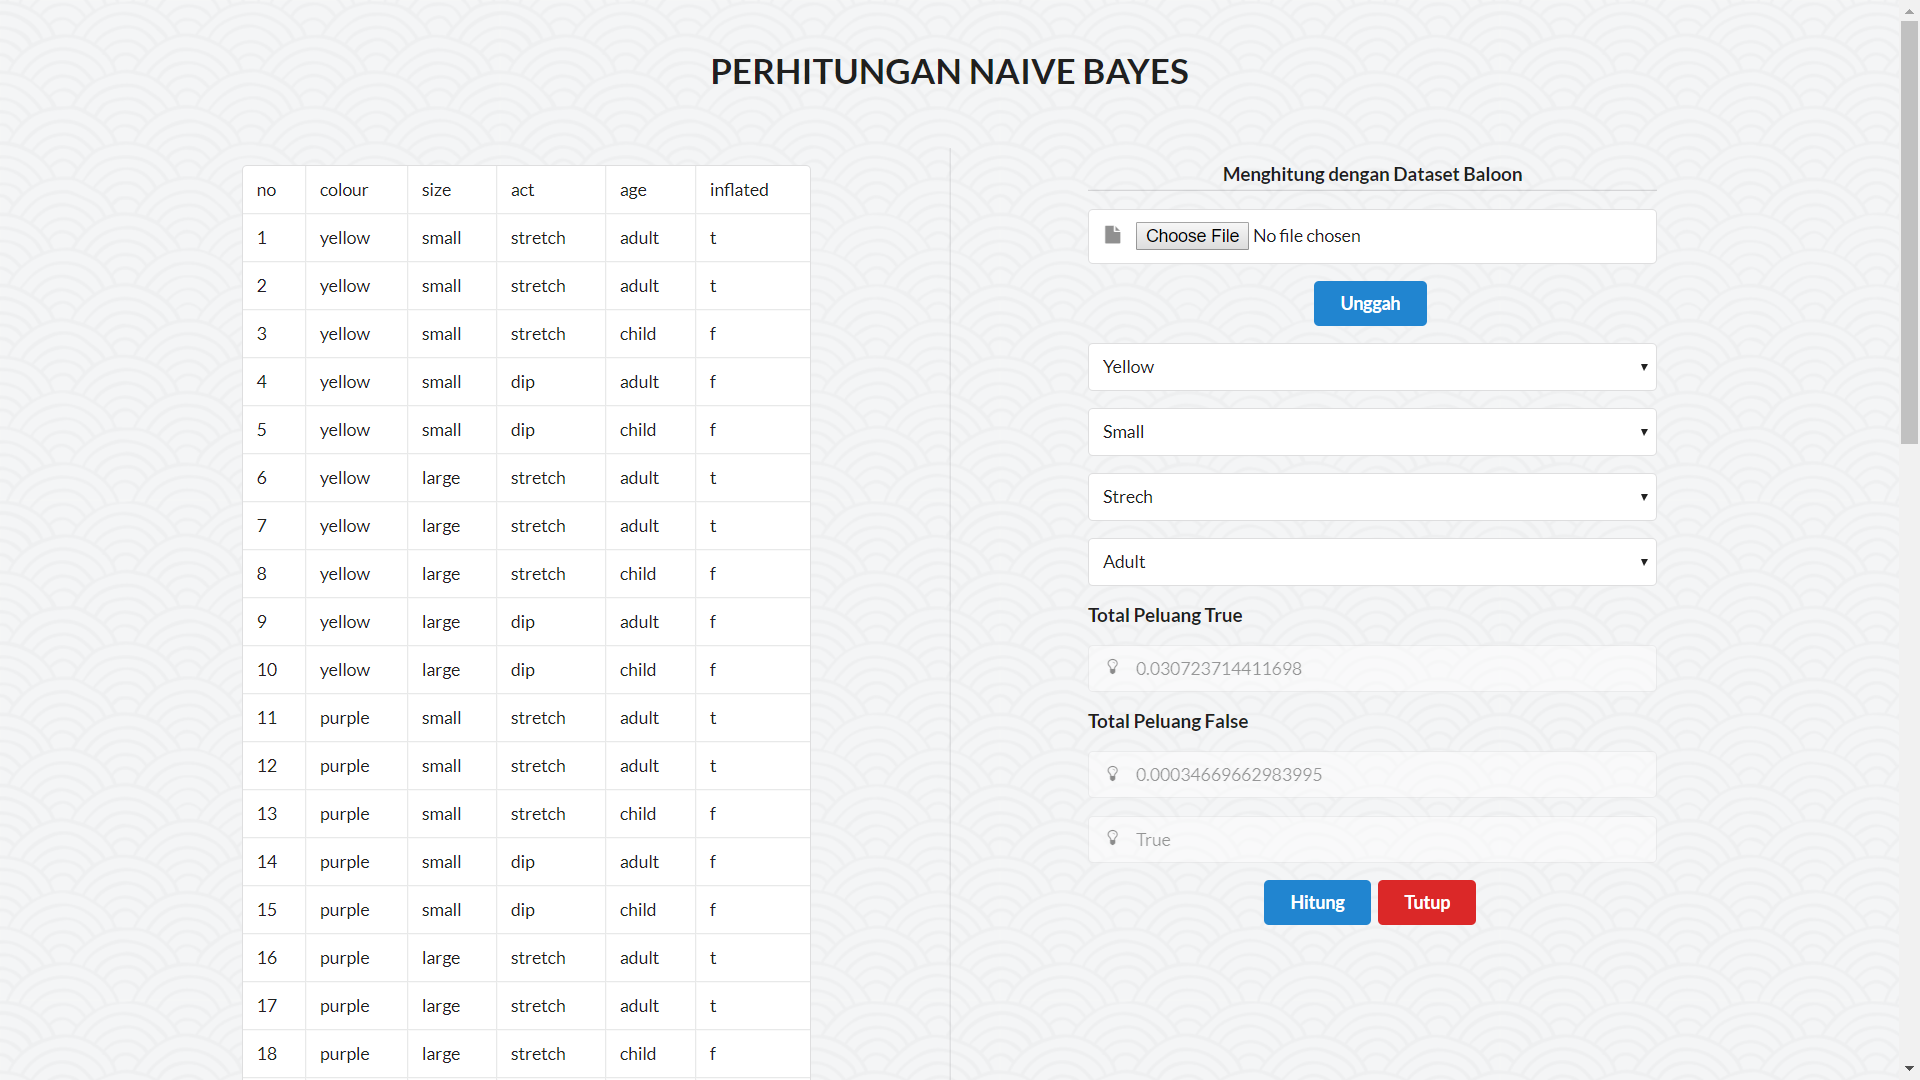 PERHITUNGAN NAIVE BAYES
no colour size act age inflated
1 yellow small stretch adult t
2 yellow small stretch adult t
3 yellow small stretch child f
4 yellow small dip adult f
5 yellow small dip child f
6 yellow large stretch adult t
7 yellow large stretch adult t
8 yellow large stretch child f
9 yellow large dip adult f
10 yellow large dip child f
11 purple small stretch adult t
12 purple small stretch adult t
13 purple small stretch child f
14 purple small dip adult f
15 purple small dip child f
16 purple large stretch adult t
17 purple large stretch adult t
18 purple large stretch child f
Menghitung dengan Dataset Baloon
Choose File No file chosen
Unggah
Yellow
Small
Strech
Adult
Total Peluang True
0.030723714411698
Total Peluang False
0.00034669662983995
True
Hitung Tutup